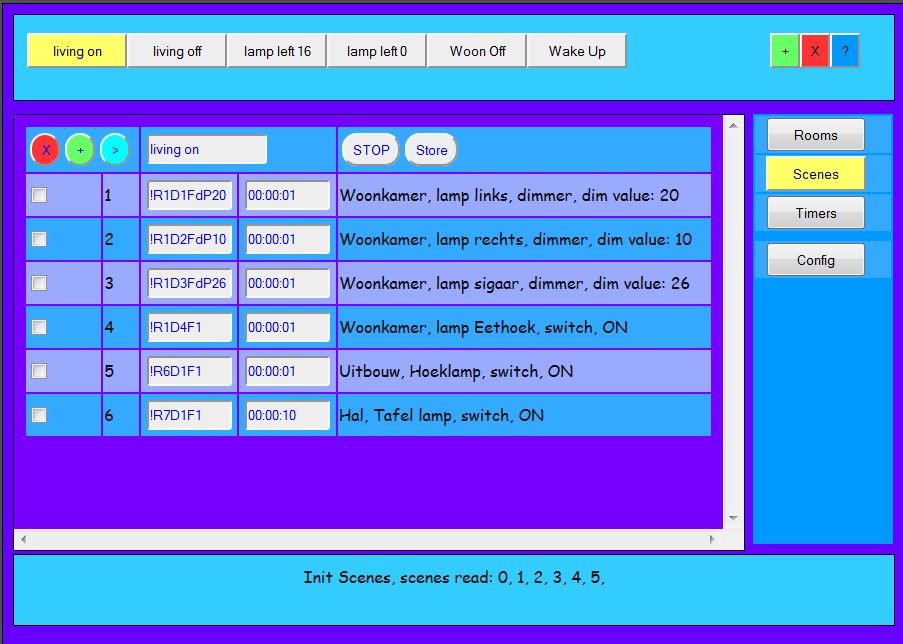 living on living off lamp left 16 lamp left 0 Woon Off Wake Up + X ?
X + > living on STOP Store
1 !R1D1FdP20 00:00:01 Woonkamer, lamp links, dimmer, dim value: 20
2 !R1D2FdP10 00:00:01 Woonkamer, lamp rechts, dimmer, dim value: 10
3 !R1D3FdP26 00:00:01 Woonkamer, lamp sigaar, dimmer, dim value: 26
4 !R1D4F1 00:00:01 Woonkamer, lamp Eethoek, switch, ON
5 !R6D1F1 00:00:01 Uitbouw, Hoeklamp, switch, ON
6 !R7D1F1 00:00:10 Hal, Tafel lamp, switch, ON
Rooms
Scenes
Timers
Config
Init Scenes, scenes read: 0, 1, 2, 3, 4, 5,